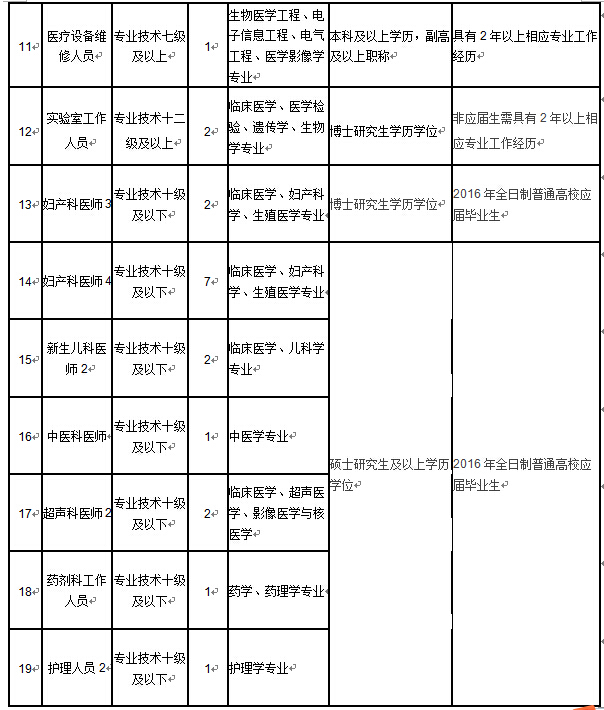 11 医疗设备维修人员 专业技术七级及以上 1 生物医学工程、电子信息工程、电气工程、医学影像学专业 本科及以上学历，副高及以上职称 具有2年以上相应专业工作经历
12 实验室工作人员 专业技术十二级及以上 2 临床医学、医学检验、遗传学、生物学专业 博士研究生学历学位 非应届生需具有2年以上相应专业工作经历
13 妇产科医师3 专业技术十级及以下 2 临床医学、妇产科学、生殖医学专业 博士研究生学历学位 2016年全日制普通高校应届毕业生
14 妇产科医师4 专业技术十级及以下 7 临床医学、妇产科学、生殖医学专业
15 新生儿科医师2 专业技术十级及以下 2 临床医学、儿科学专业
16 中医科医师 专业技术十级及以下 1 中医学专业 硕士研究生及以上学历学位 2016年全日制普通高校应届毕业生
17 超声科医师2 专业技术十级及以下 2 临床医学、超声医学、影像医学与核医学
18 药剂科工作人员 专业技术十级及以下 1 药学、药理学专业
19 护理人员2 专业技术十级及以下 1 护理学专业